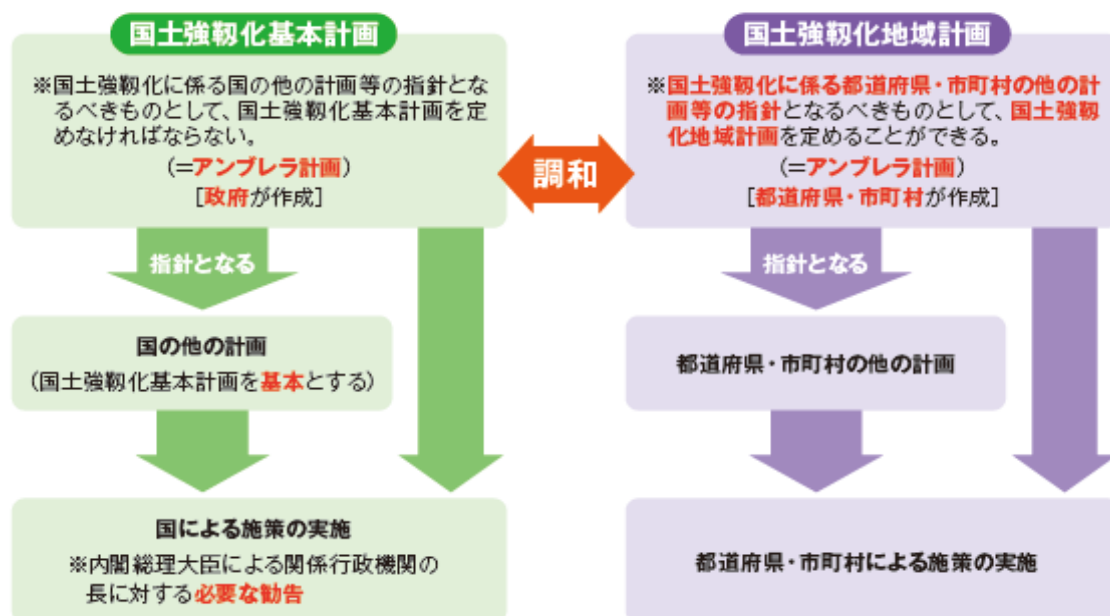 国土強靱化基本計画
※国土強靱化に係る国の他の計画等の指針とな
るべきものとして、国土強靱化基本計画を定
めなければならない。
(=アンブレラ計画)
[政府が作成]
調和
国土強靱化地域計画
※国土強靱化に係る都道府県・市町村の他の計
画等の指針となるべきものとして、国土強靱
化地域計画を定めることができる。
(=アンブレラ計画)
[都道府県・市町村が作成]
指針となる
国の他の計画
(国土強靱化基本計画を基本とする)
国による施策の実施
※内閣総理大臣による関係行政機関の
長に対する必要な勧告
指針となる
都道府県・市町村の他の計画
都道府県・市町村による施策の実施